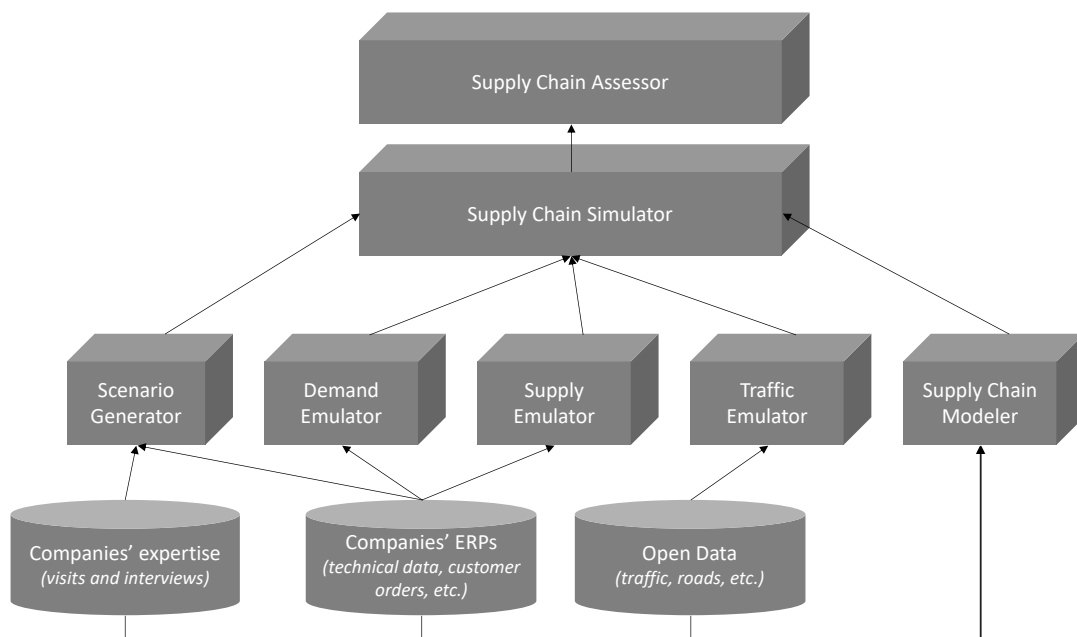 Supply Chain Assessor
Supply Chain Simulator
Scenario
Generator
Demand
Emulator
Supply
Emulator
Traffic
Emulator
Supply Chain
Modeler
Companies’ expertise
(visits and interviews)
Companies’ ERPs
(technical data, customer
orders, etc.)
Open Data
(traffic, roads, etc.)